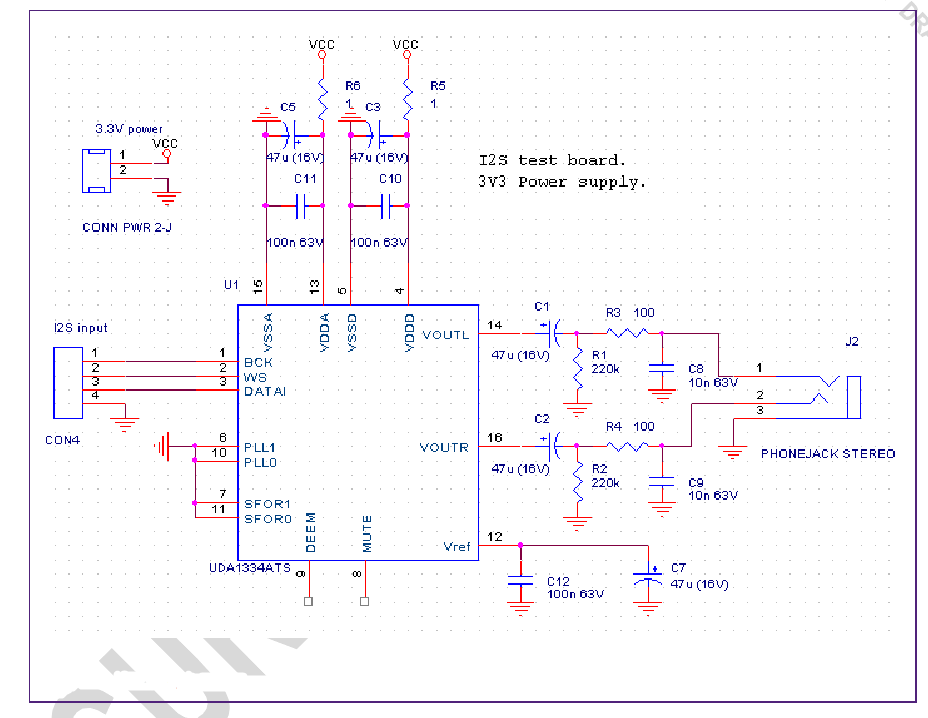 DRA
VCC VCC
R6 R5
1 1
C5 C3
3.3V power
VCC
1
2
CONN PWR 2-J
47u (16V) 47u (16V)
C11 C10
100n 63V 100n 63V
I2S test board.
3V3 Power supply.
U1
15 13 5 4
VSSA VDDA VSSD VDDD
I2S input
1
2
3
4
CON4
1 BCK
2 WS
3 DATAI
6 PLL1
10 PLL0
7 SFOR1
11 SFOR0
DEEM MUTE
9 8
UDA1334ATS
VOUTL 14
VOUTR 16
Vref 12
C1
47u (16V)
R3 100
R1
220k
C8
10n 63V
J2
1
2
3
PHONEJACK STEREO
C2
47u (16V)
R4 100
R2
220k
C9
10n 63V
C12
100n 63V
C7
47u (16V)